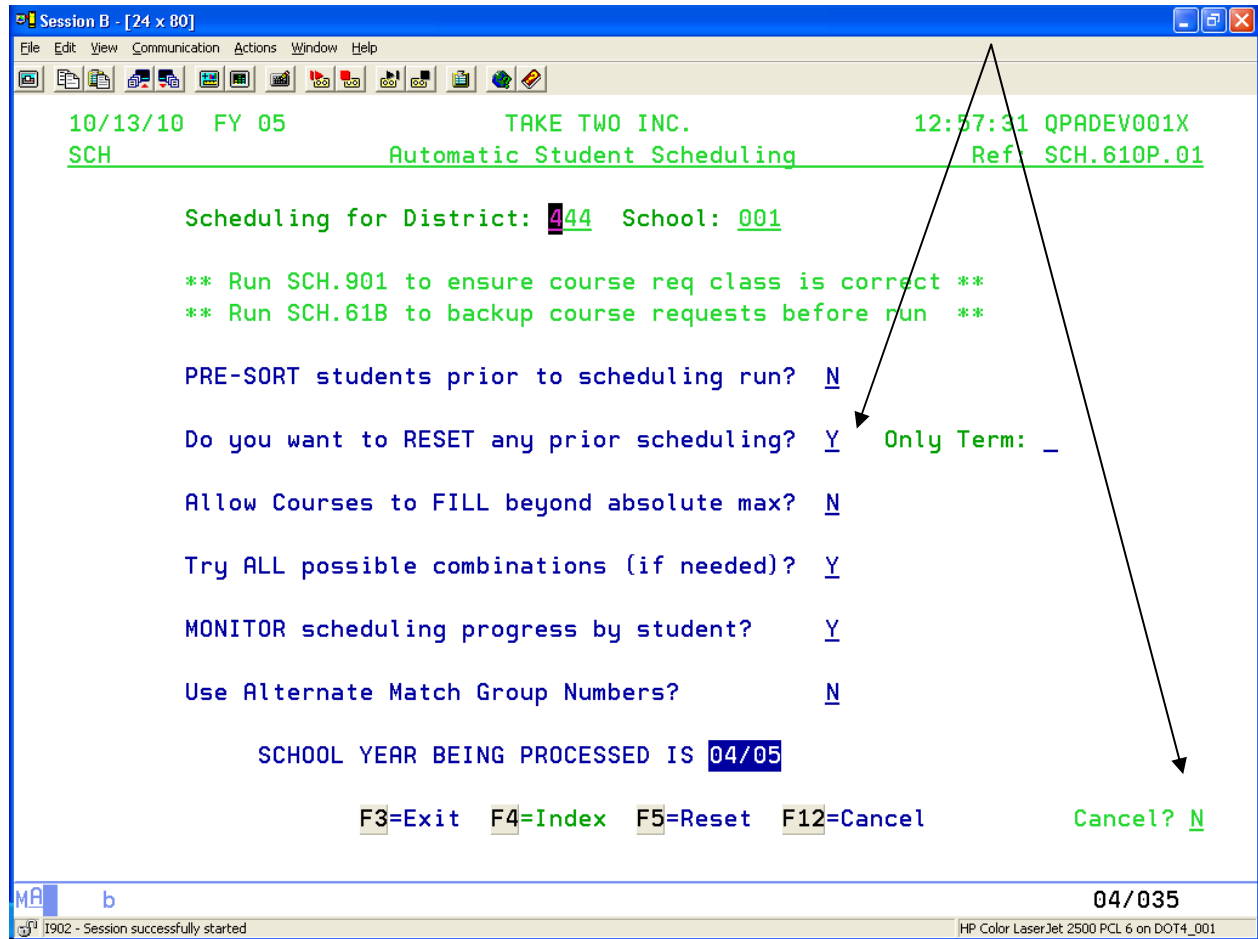 Session B - [24 x 80]
File Edit View Communication Actions Window Help
10/13/10 FY 05 TAKE TWO INC. 12:57:31 QPADEV001X
SCH Automatic Student Scheduling Ref: SCH.610P.01
Scheduling for District: 444 School: 001
** Run SCH.901 to ensure course req class is correct **
** Run SCH.61B to backup course requests before run **
PRE-SORT students prior to scheduling run? N
Do you want to RESET any prior scheduling? Y Only Term: _
Allow Courses to FILL beyond absolute max? N
Try ALL possible combinations (if needed)? Y
MONITOR scheduling progress by student? Y
Use Alternate Match Group Numbers? N
SCHOOL YEAR BEING PROCESSED IS 04/05
F3=Exit F4=Index F5=Reset F12=Cancel Cancel? N
MA b 04/035
I902 - Session successfully started HP Color LaserJet 2500 PCL 6 on DOT4_001